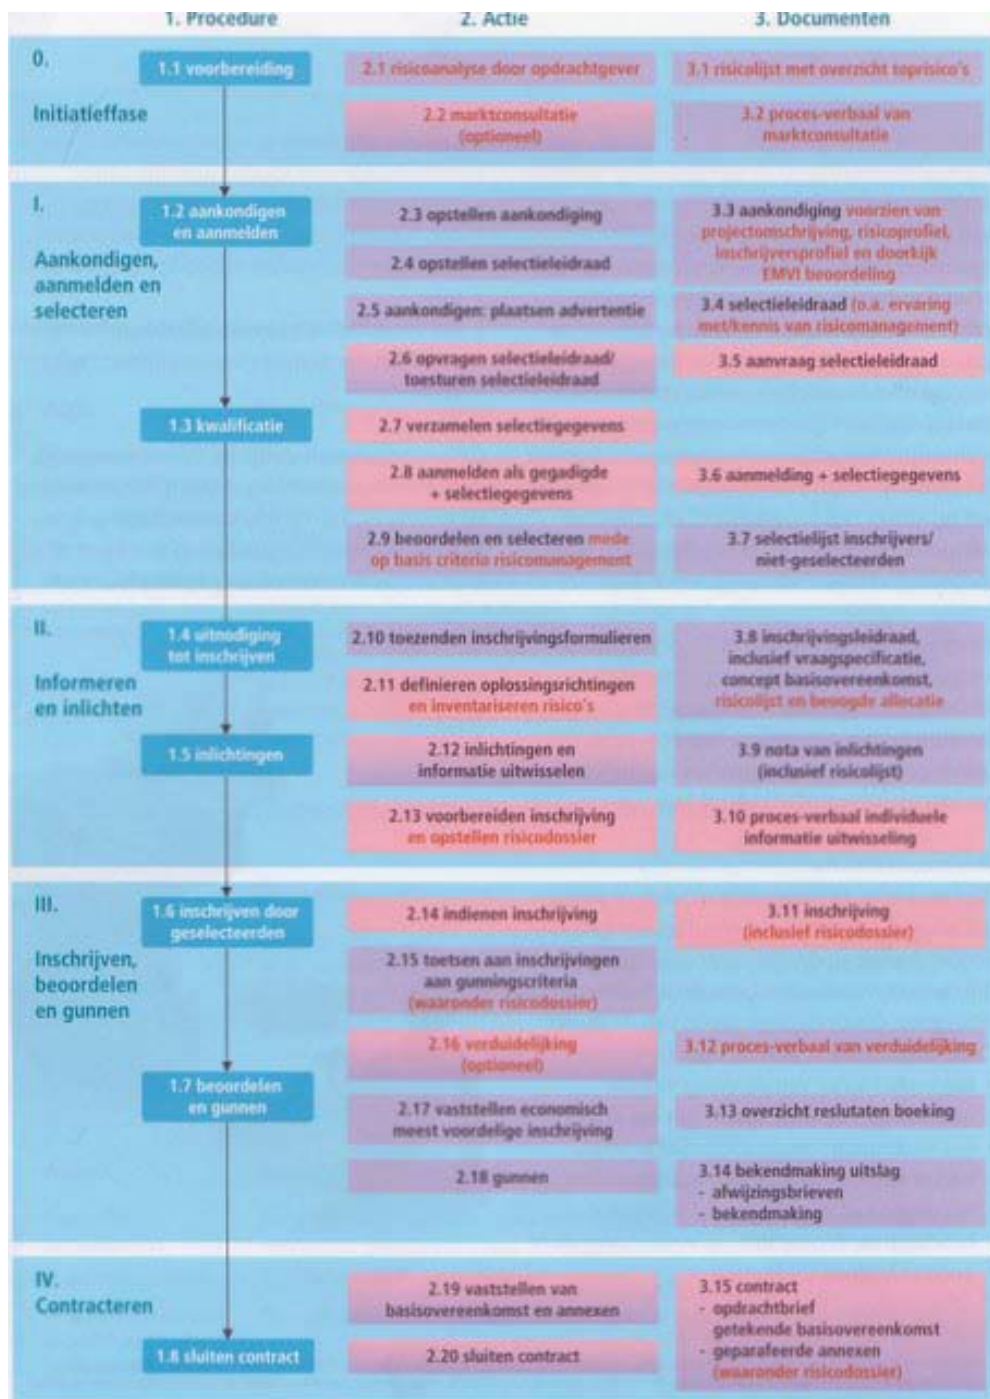 1. Procedure
2. Actie
3. Documenten
0.
Initiatieffase
1.1 voorbereiding
2.1 risicoanalyse door opdrachtgever
3.1 risicolijst met overzicht toprisico's
2.2 marktconsultatie
(optioneel)
3.2 proces-verbaal van
marktconsultatie
I.
Aankondigen,
aanmelden en
selecteren
1.2 aankondigen
en aanmelden
2.3 opstellen aankondiging
3.3 aankondiging voorzien van
projectomschrijving, risicoprofiel,
inschrijversprofiel en doorkijk
EMVI beoordeling
2.4 opstellen selectieleidraad
2.5 aankondigen: plaatsen advertentie
3.4 selectieleidraad (o.a. ervaring
met/kennis van risicomanagement)
2.6 opvragen selectieleidraad/
toesturen selectieleidraad
3.5 aanvraag selectieleidraad
1.3 kwalificatie
2.7 verzamelen selectiegegevens
2.8 aanmelden als gegadigde
+ selectiegegevens
3.6 aanmelding + selectiegegevens
2.9 beoordelen en selecteren mede
op basis criteria risicomanagement
3.7 selectielijst inschrijvers/
niet-geselecteerden
II.
Informeren
en inlichten
1.4 uitnodiging
tot inschrijven
2.10 toezenden inschrijvingsformulieren
3.8 inschrijvingsleidraad,
inclusief vraagspecificatie,
concept basisovereenkomst,
risicolijst en beoogde allocatie
2.11 definieren oplossingsrichtingen
en inventariseren risico's
1.5 inlichtingen
2.12 inlichtingen en
informatie uitwisselen
3.9 nota van inlichtingen
(inclusief risicolijst)
2.13 voorbereiden inschrijving
en opstellen risicodossier
3.10 proces-verbaal individuele
informatie uitwisseling
III.
Inschrijven,
beoordelen
en gunnen
1.6 inschrijven door
geselecteerden
2.14 indienen inschrijving
3.11 inschrijving
(inclusief risicodossier)
2.15 toetsen aan inschrijvingen
aan gunningscriteria
(waaronder risicodossier)
2.16 verduidelijking
(optioneel)
3.12 proces-verbaal van verduidelijking
1.7 beoordelen
en gunnen
2.17 vaststellen economisch
meest voordelige inschrijving
3.13 overzicht reslutaten boeking
2.18 gunnen
3.14 bekendmaking uitslag
- afwijzingsbrieven
- bekendmaking
IV.
Contracteren
2.19 vaststellen van
basisovereenkomst en annexen
3.15 contract
- opdrachtbrief
getekende basisovereenkomst
- geparafeerde annexen
(waaronder risicodossier)
1.8 sluiten contract
2.20 sluiten contract